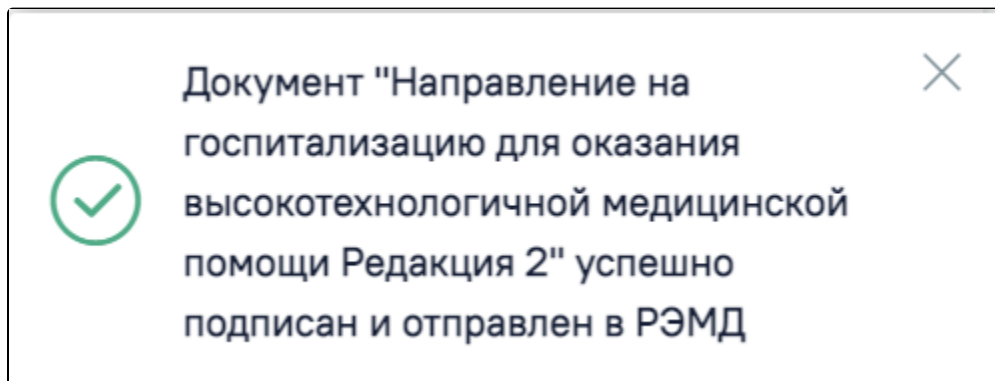 Документ "Направление на
госпитализацию для оказания
высокотехнологичной медицинской
помощи Редакция 2" успешно
подписан и отправлен в РЭМД